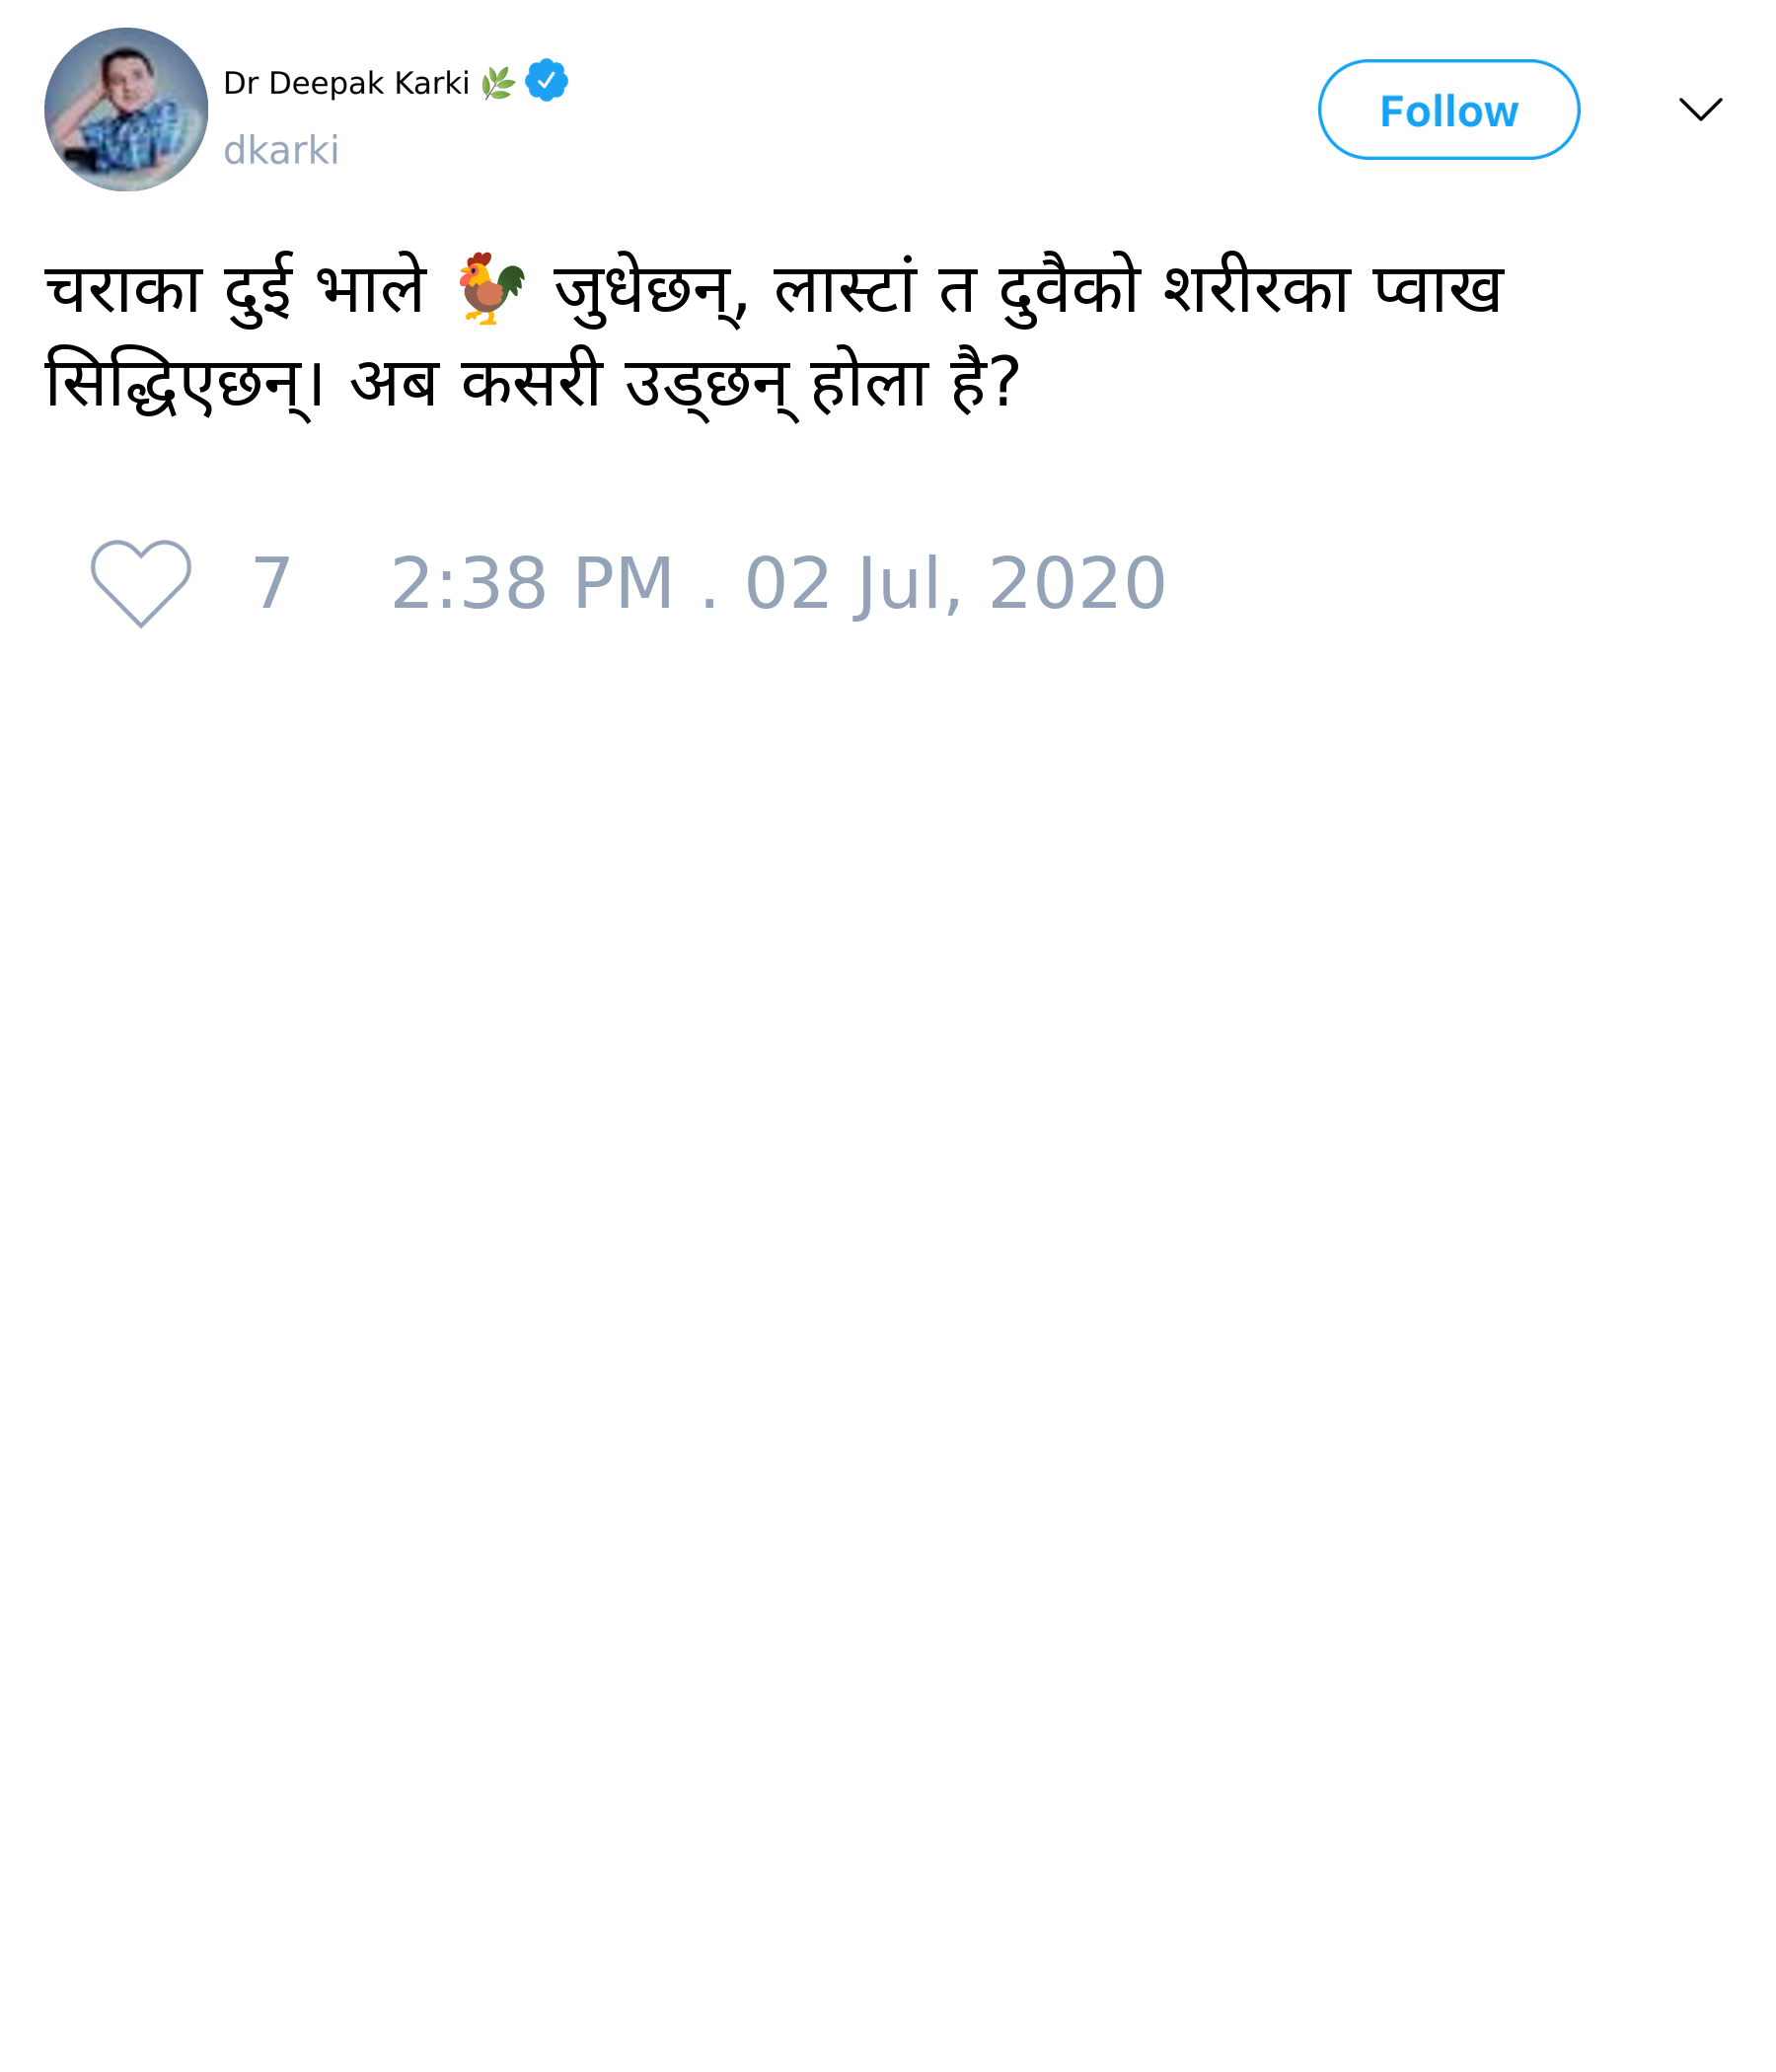 Dr Deepak Karki 🌿
Follow
dkarki
चराका दुई भाले 🐓 जुधेछन्, लास्टां त दुवैको शरीरका प्वाख
सिद्धिएछन्। अब कसरी उड्छन् होला है?
7 2:38 PM . 02 Jul, 2020